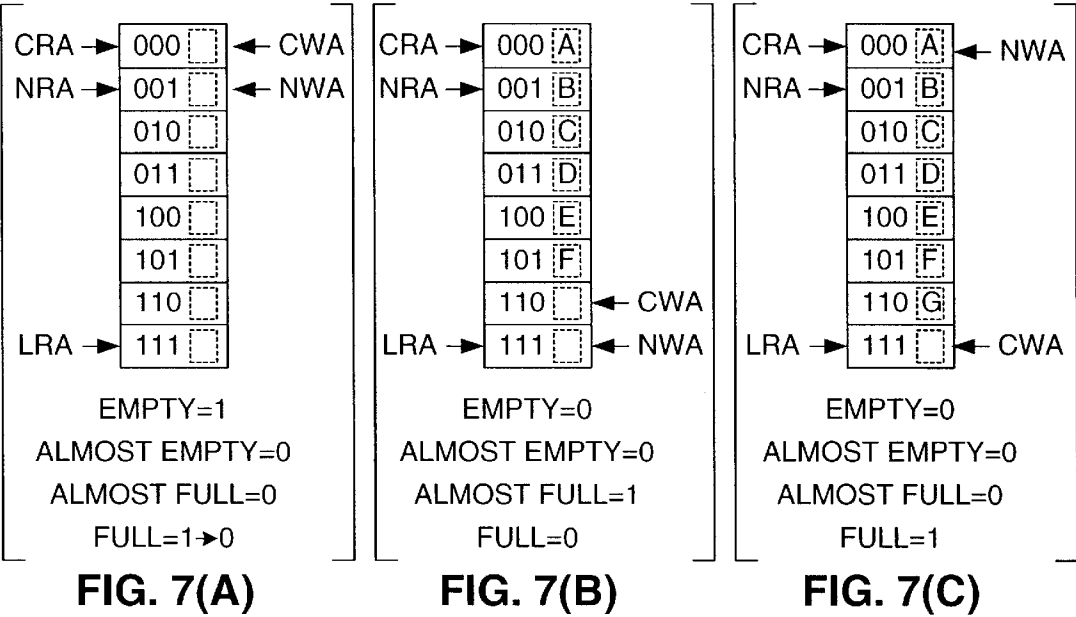 CRA 000 CWA
NRA 001 NWA
010
011
100
101
110
LRA 111
EMPTY=1
ALMOST EMPTY=0
ALMOST FULL=0
FULL=1→0
FIG. 7(A)
CRA 000 A
NRA 001 B
010 C
011 D
100 E
101 F
110 CWA
LRA 111 NWA
EMPTY=0
ALMOST EMPTY=0
ALMOST FULL=1
FULL=0
FIG. 7(B)
CRA 000 A NWA
NRA 001 B
010 C
011 D
100 E
101 F
110 G
LRA 111 CWA
EMPTY=0
ALMOST EMPTY=0
ALMOST FULL=0
FULL=1
FIG. 7(C)